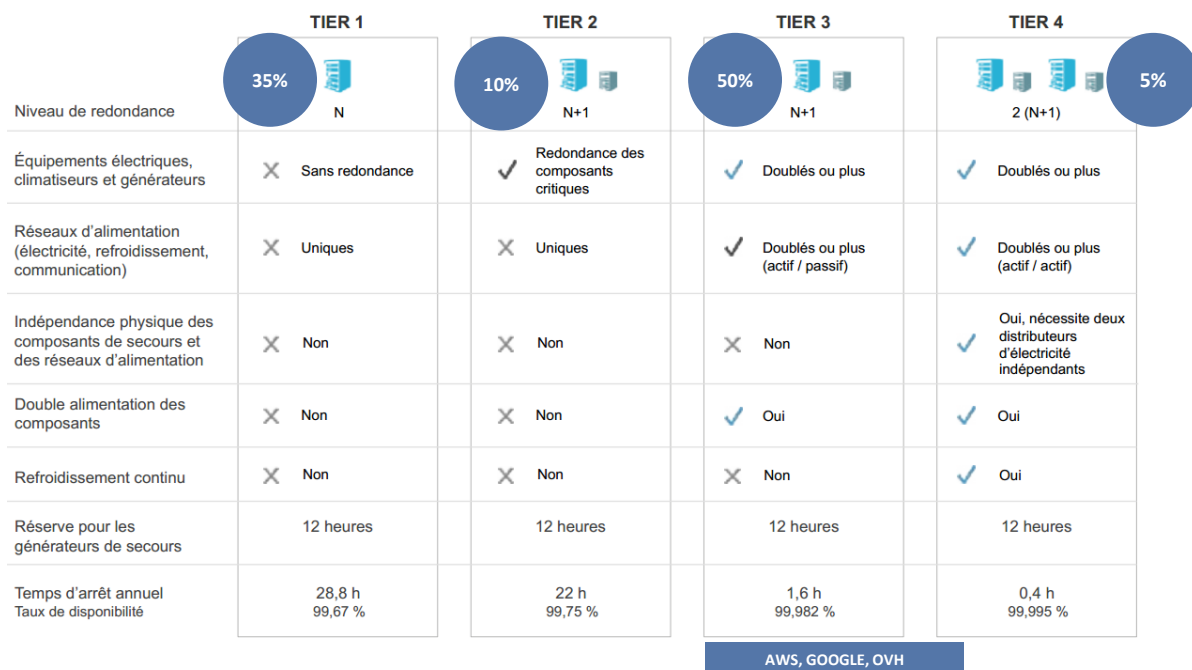 TIER 1
TIER 2
TIER 3
TIER 4
35%
10%
50%
5%
Niveau de redondance
N
N+1
N+1
2 (N+1)
Équipements électriques,
climatiseurs et générateurs
Sans redondance
Redondance des
composants
critiques
Doublés ou plus
Doublés ou plus
Réseaux d'alimentation
(électricité, refroidissement,
communication)
Uniques
Uniques
Doublés ou plus
(actif / passif)
Doublés ou plus
(actif / actif)
Indépendance physique des
composants de secours et
des réseaux d'alimentation
Non
Non
Non
Oui, nécessite deux
distributeurs
d'électricité
indépendants
Double alimentation des
composants
Non
Non
Oui
Oui
Refroidissement continu
Non
Non
Non
Oui
Réserve pour les
générateurs de secours
12 heures
12 heures
12 heures
12 heures
Temps d'arrêt annuel
Taux de disponibilité
28,8 h
99,67 %
22 h
99,75 %
1,6 h
99,982 %
0,4 h
99,995 %
AWS, GOOGLE, OVH